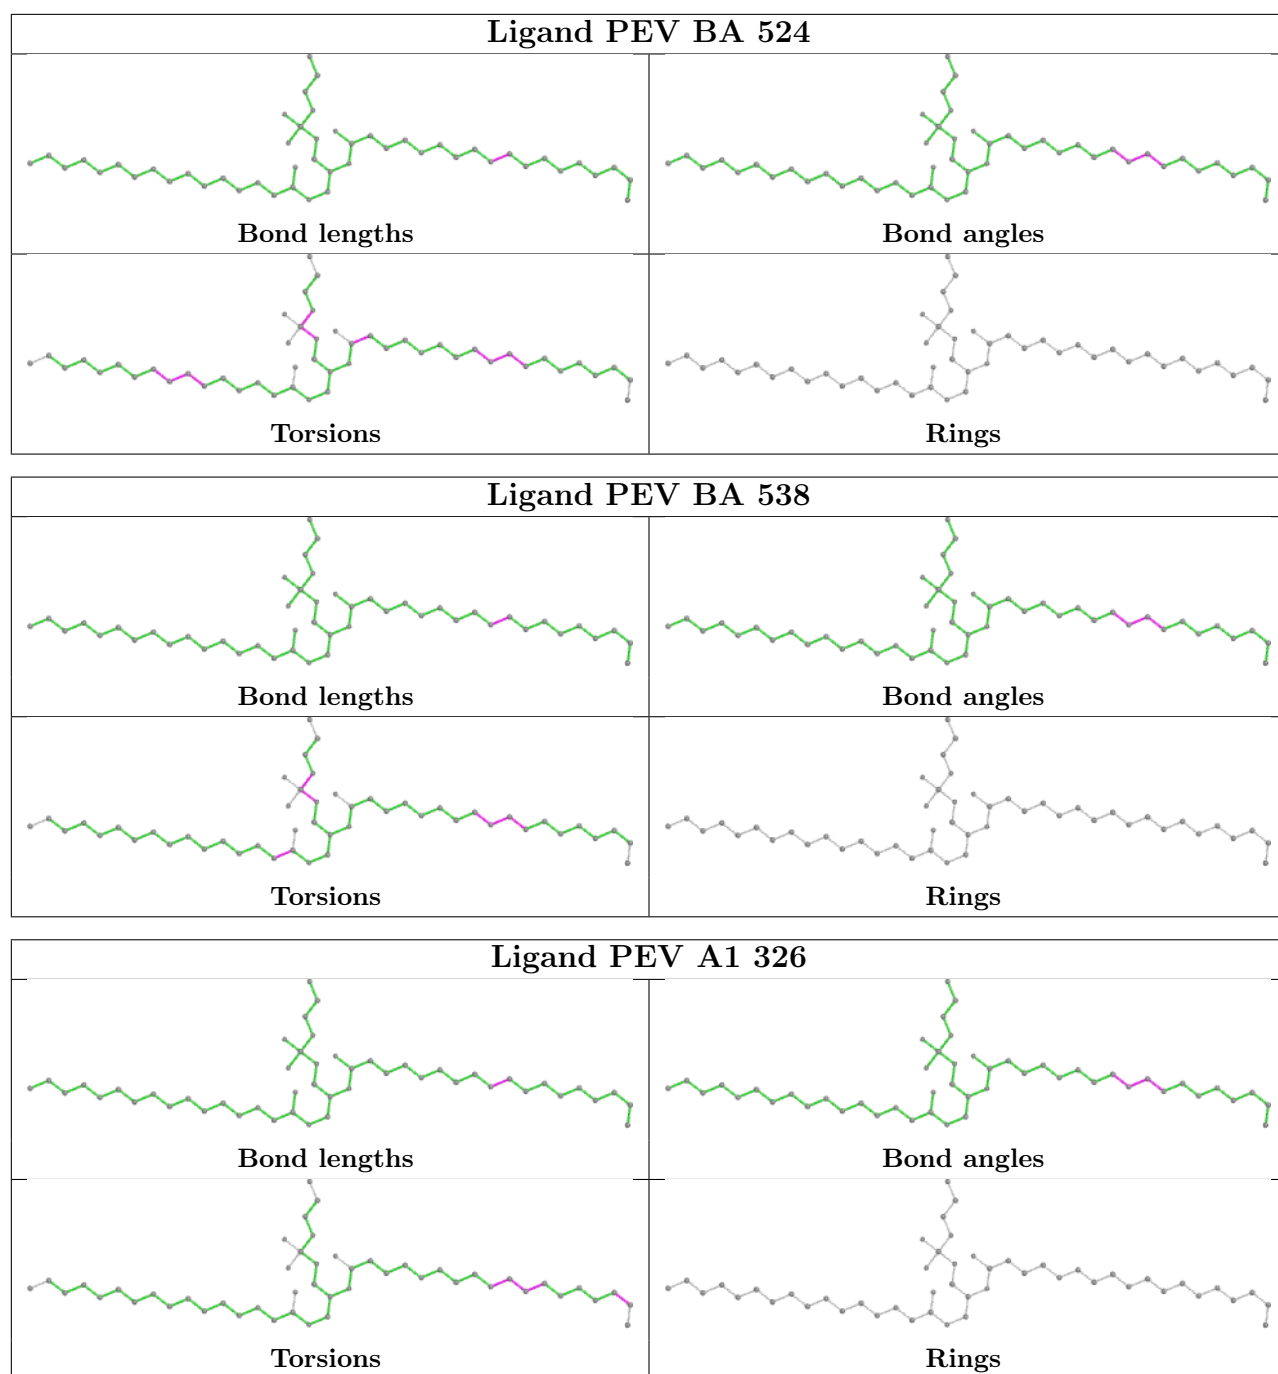 Ligand PEV BA 524
Bond lengths
Bond angles
Torsions
Rings
Ligand PEV BA 538
Bond lengths
Bond angles
Torsions
Rings
Ligand PEV A1 326
Bond lengths
Bond angles
Torsions
Rings